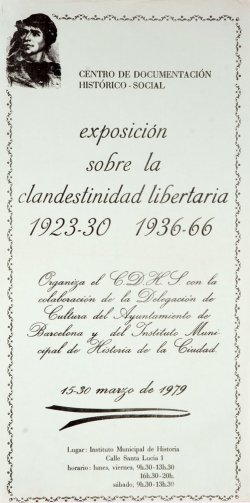 CENTRO DE DOCUMENTACIÓN
HISTÓRICO - SOCIAL
exposición
sobre la
clandestinidad libertaria
1923-30 1936-66
Organiza el C.D.H.S. con la
colaboración de la Delegación de
Cultura del Ayuntamiento de
Barcelona y del Instituto Muni-
cipal de Historia de la Ciudad.
15-30 marzo de 1979
Lugar: Instituto Municipal de Historia
Calle Santa Lucía 1
horario: lunes, viernes, 9h.30-13h.30
16h.30-20h.
sábado, 9h.30-13h.30